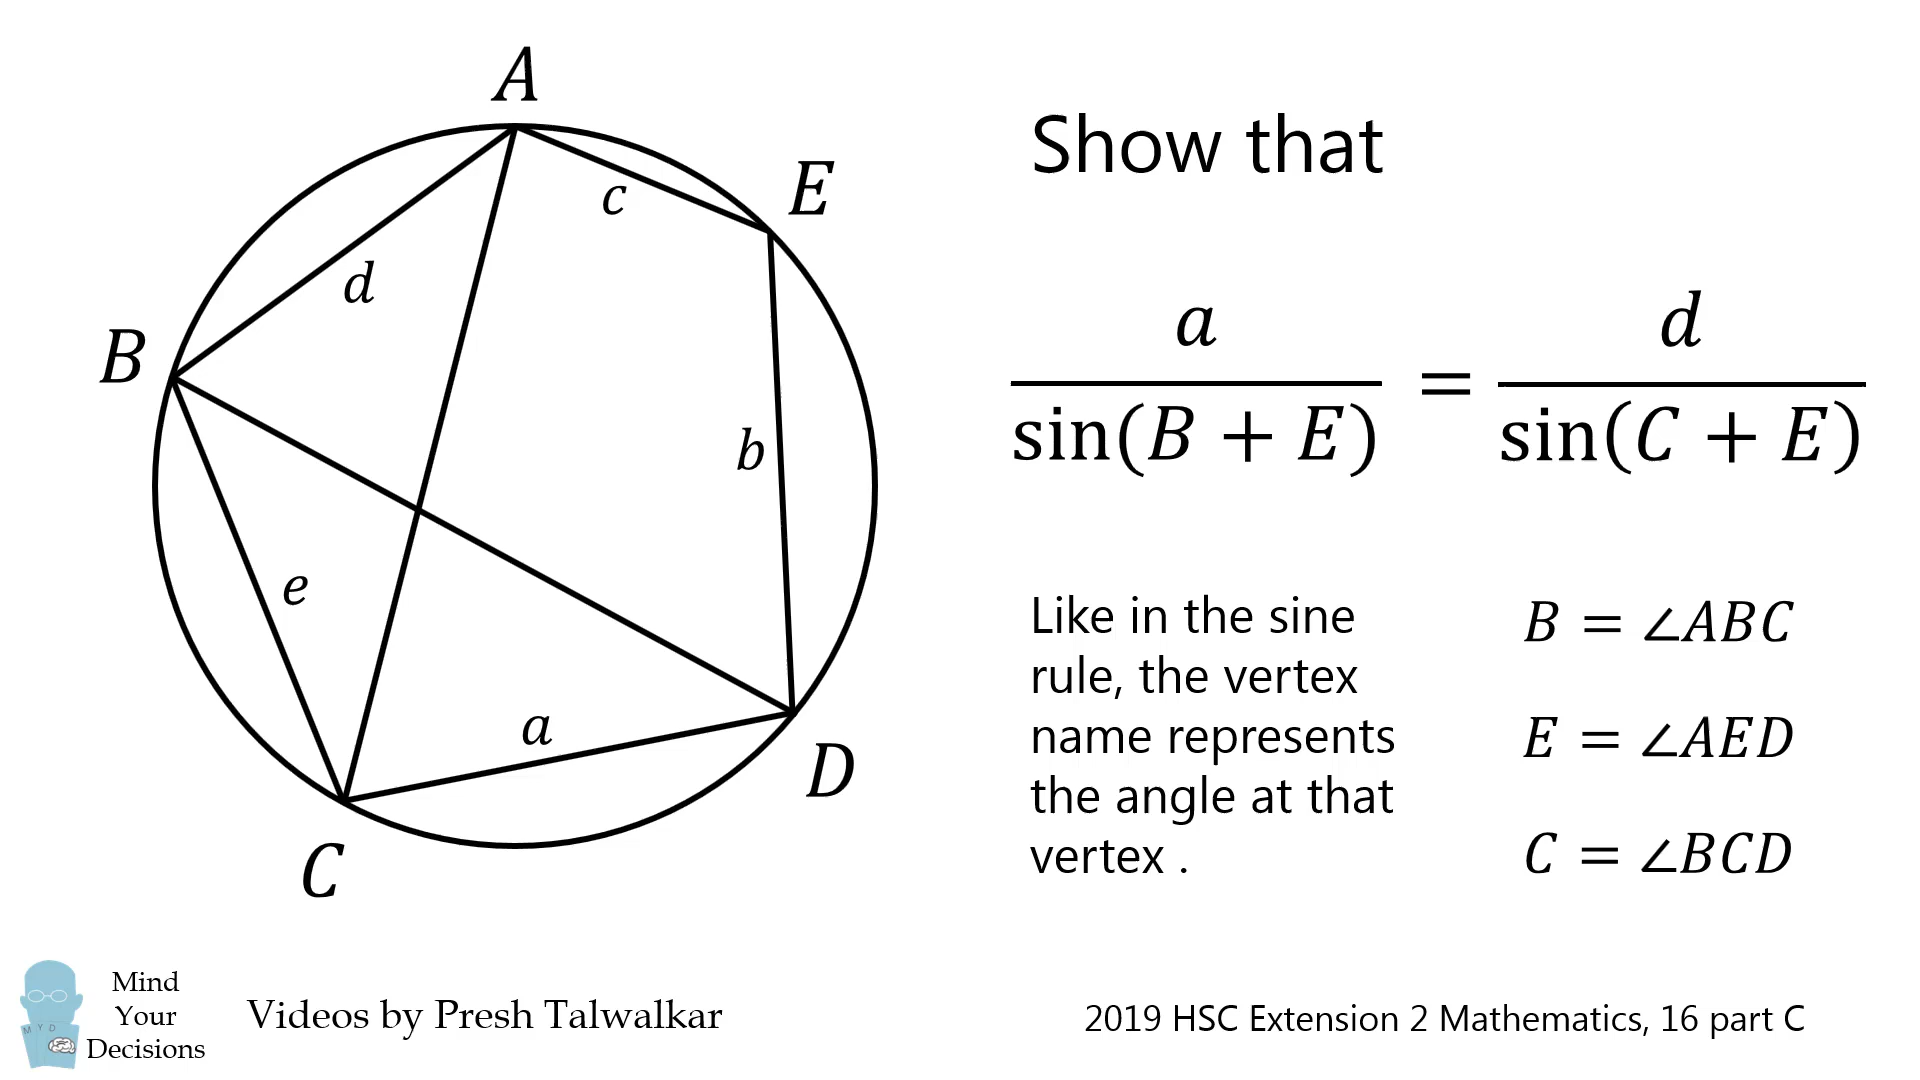 A
E
c
d
B
b
e
a
D
C
Show that
a/sin(B + E) = d/sin(C + E)
Like in the sine
rule, the vertex
name represents
the angle at that
vertex .
B = ∠ABC
E = ∠AED
C = ∠BCD
Mind
Your
Decisions
M Y D
Videos by Presh Talwalkar
2019 HSC Extension 2 Mathematics, 16 part C